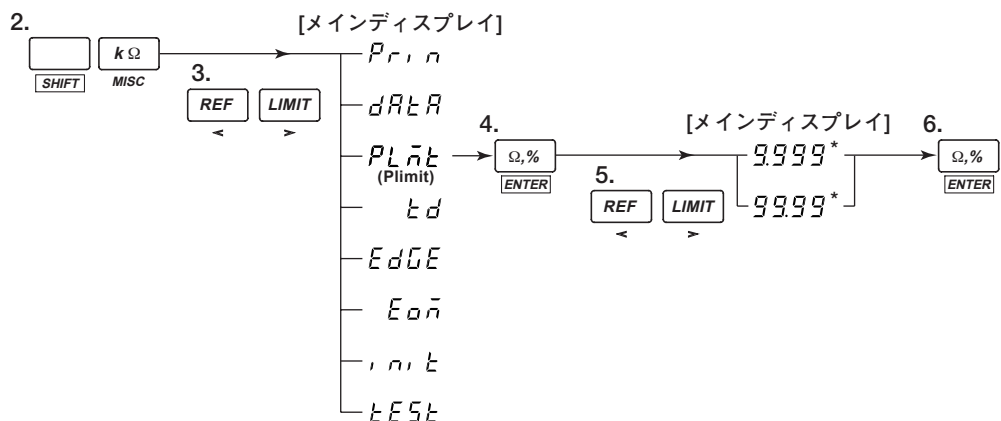 2.
[メインディスプレイ]
kΩ
SHIFT
MISC
3.
REF
LIMIT
<
>
Prin
dAtA
PLmt
(Plimit)
td
EdGE
Eom
init
tESt
4.
Ω,%
ENTER
5.
REF
LIMIT
<
>
[メインディスプレイ]
9.999*
99.99*
6.
Ω,%
ENTER